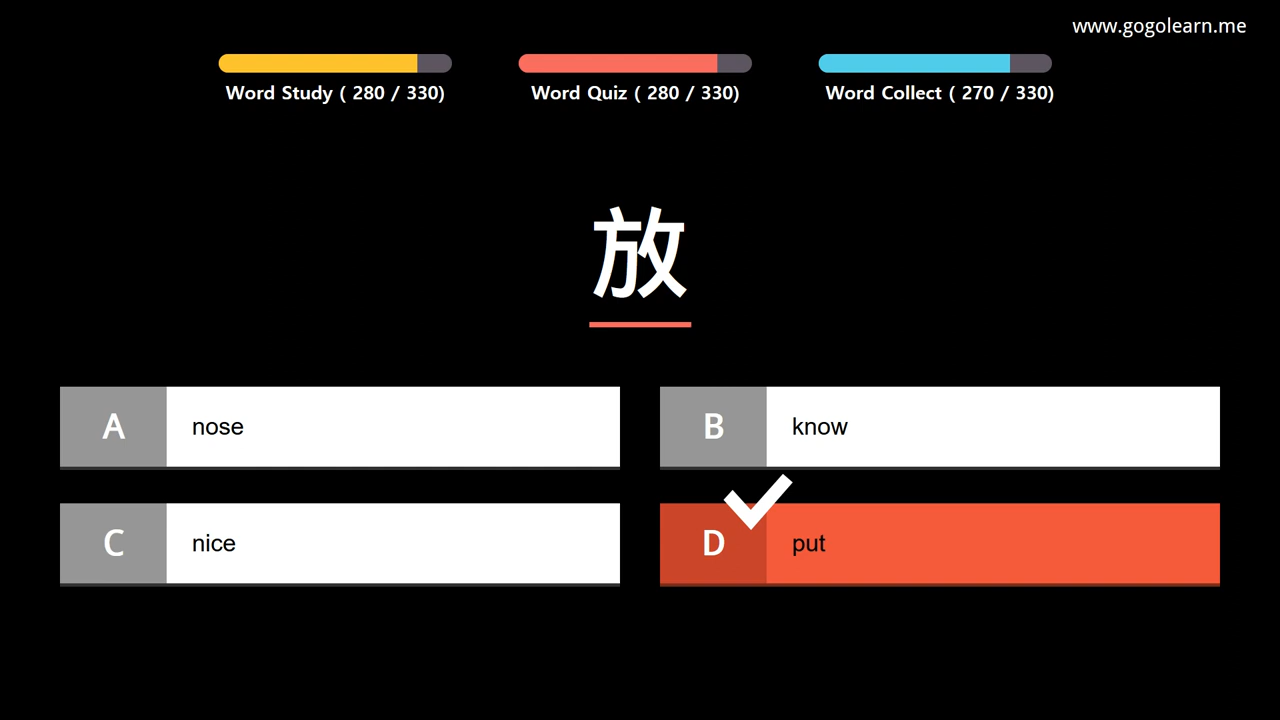 www.gogolearn.me
Word Study ( 280 / 330)
Word Quiz ( 280 / 330)
Word Collect ( 270 / 330)
放
A nose
B know
C nice
D put